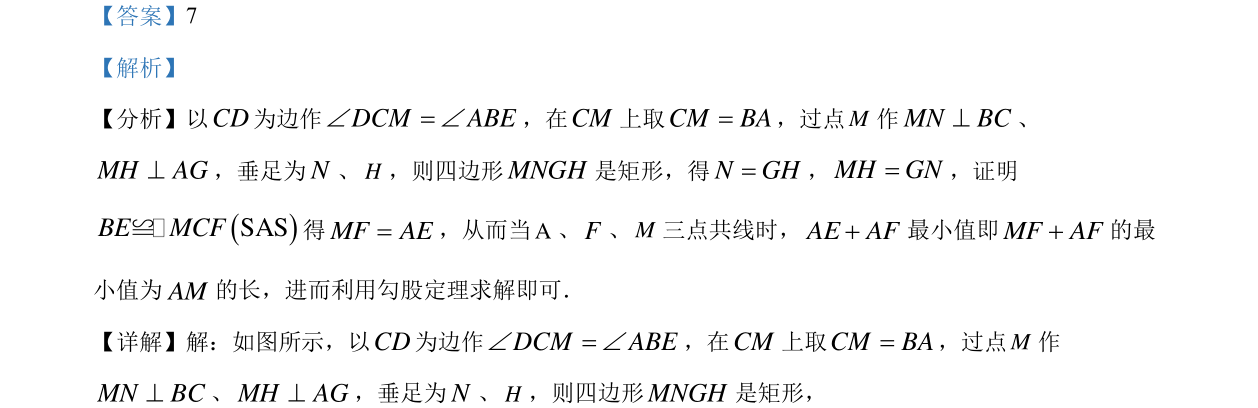 【答案】7
【解析】
【分析】以CD为边作∠DCM=∠ABE，在CM上取CM=BA，过点M作MN⊥BC、
MH⊥AG，垂足为N、H，则四边形MNGH是矩形，得N=GH，MH=GN，证明
BE≌□MCF(SAS)得MF=AE，从而当A、F、M三点共线时，AE+AF最小值即MF+AF的最
小值为AM的长，进而利用勾股定理求解即可．
【详解】解：如图所示，以CD为边作∠DCM=∠ABE，在CM上取CM=BA，过点M作
MN⊥BC、MH⊥AG，垂足为N、H，则四边形MNGH是矩形，